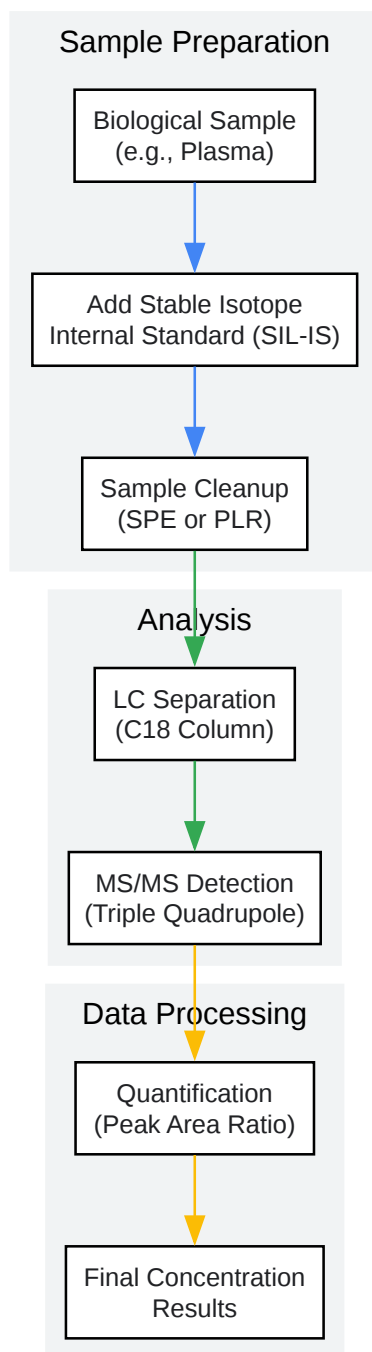 Sample Preparation
Biological Sample
(e.g., Plasma)
Add Stable Isotope
Internal Standard (SIL-IS)
Sample Cleanup
(SPE or PLR)
Analysis
LC Separation
(C18 Column)
MS/MS Detection
(Triple Quadrupole)
Data Processing
Quantification
(Peak Area Ratio)
Final Concentration
Results